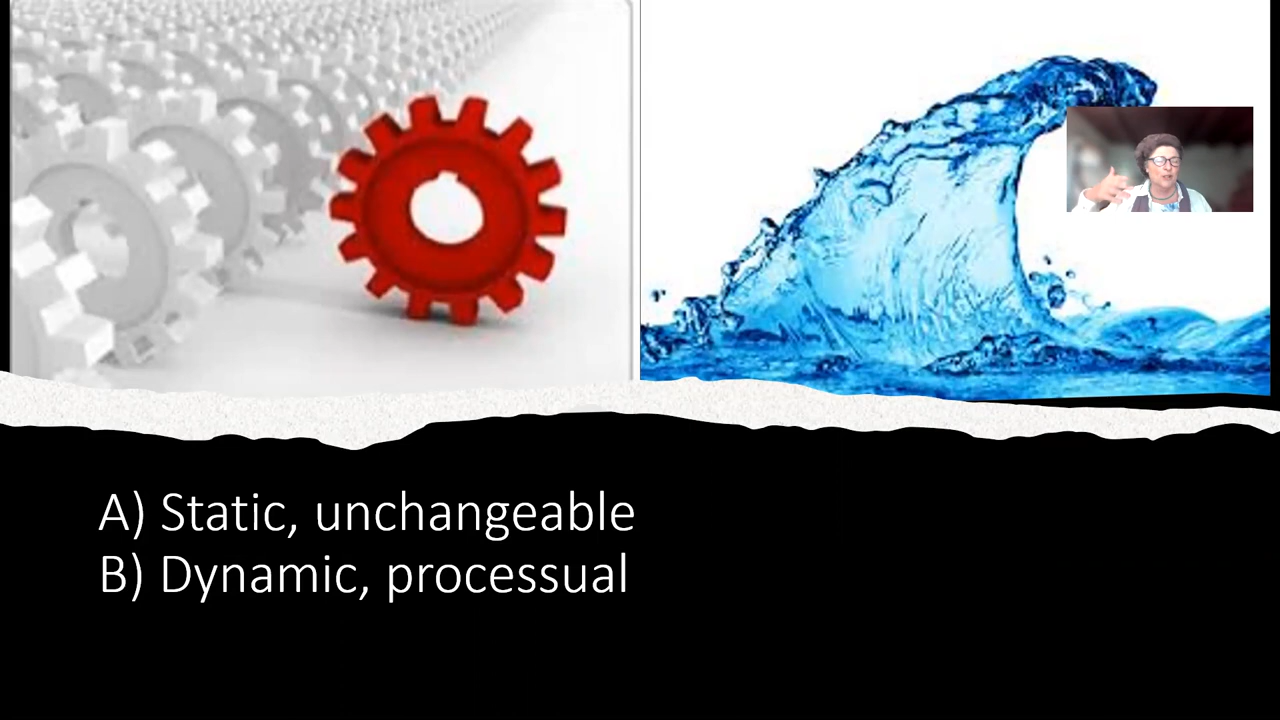 A) Static, unchangeable
B) Dynamic, processual